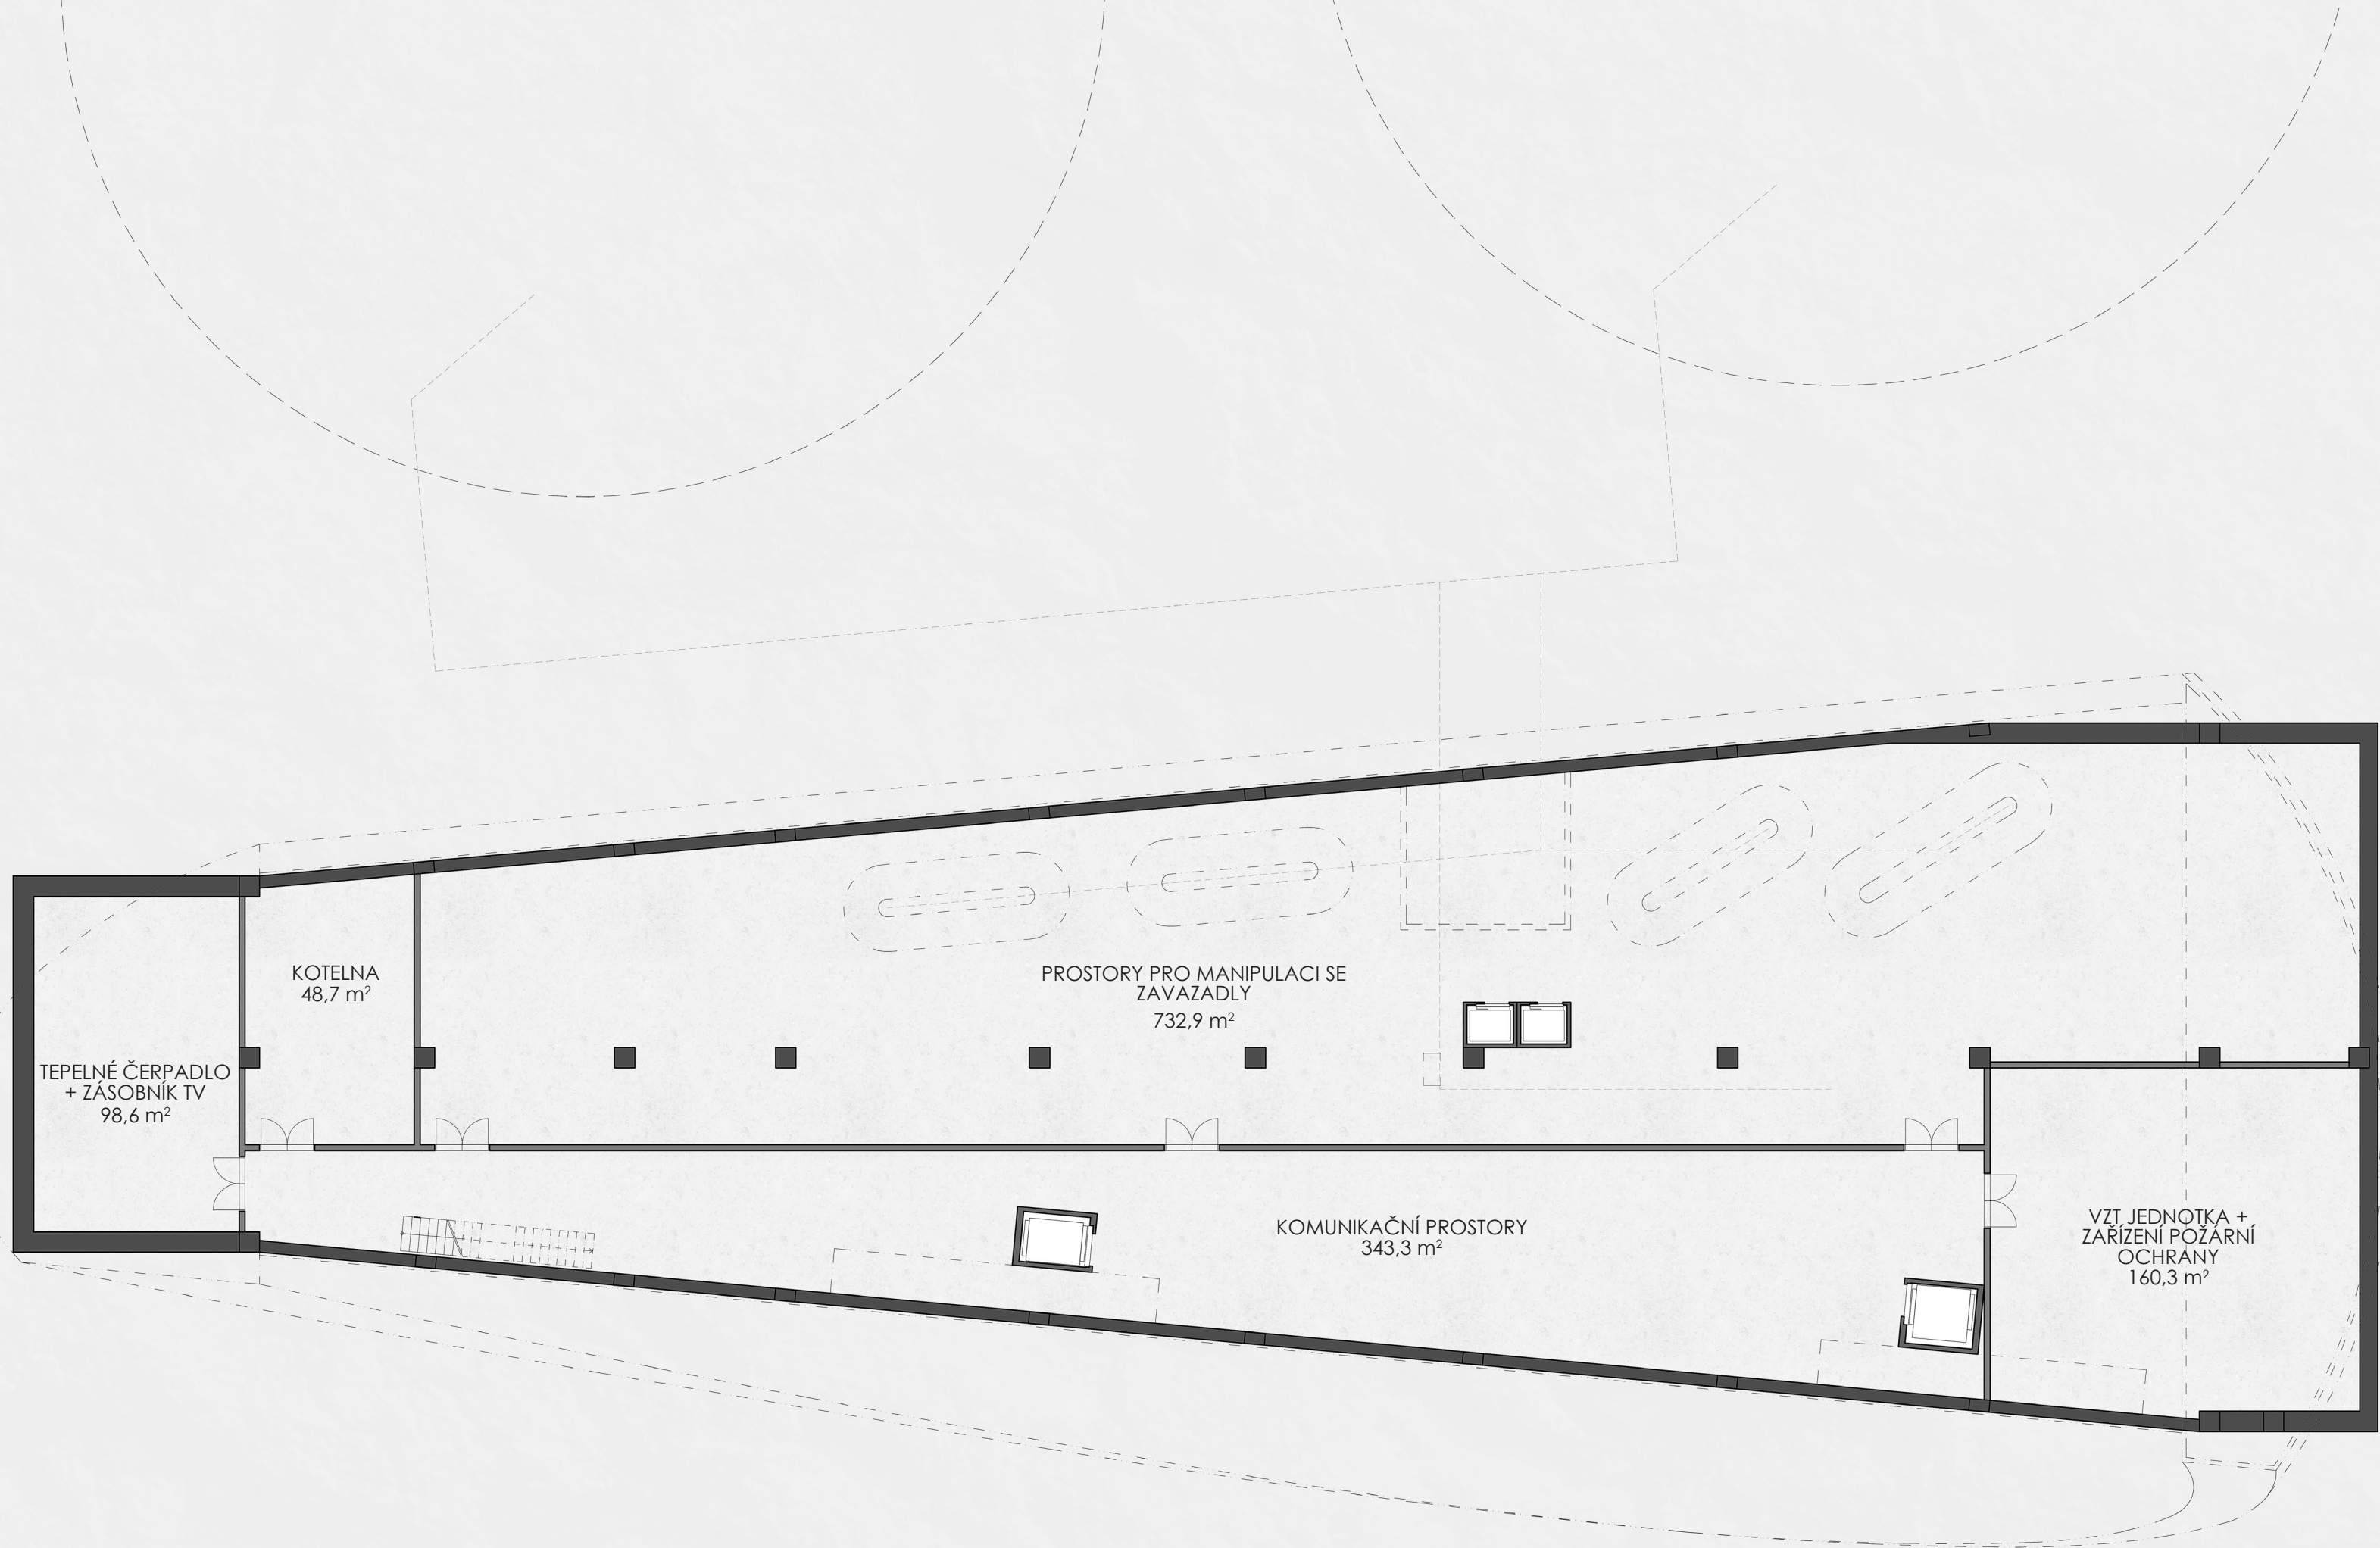 KOTELNA
48,7 m²
PROSTORY PRO MANIPULACI SE
ZAVAZADLY
732,9 m²
TEPELNÉ ČERPADLO
+ ZÁSOBNÍK TV
98,6 m²
KOMUNIKAČNÍ PROSTORY
343,3 m²
VZT JEDNOTKA +
ZAŘÍZENÍ POŽÁRNÍ
OCHRANY
160,3 m²